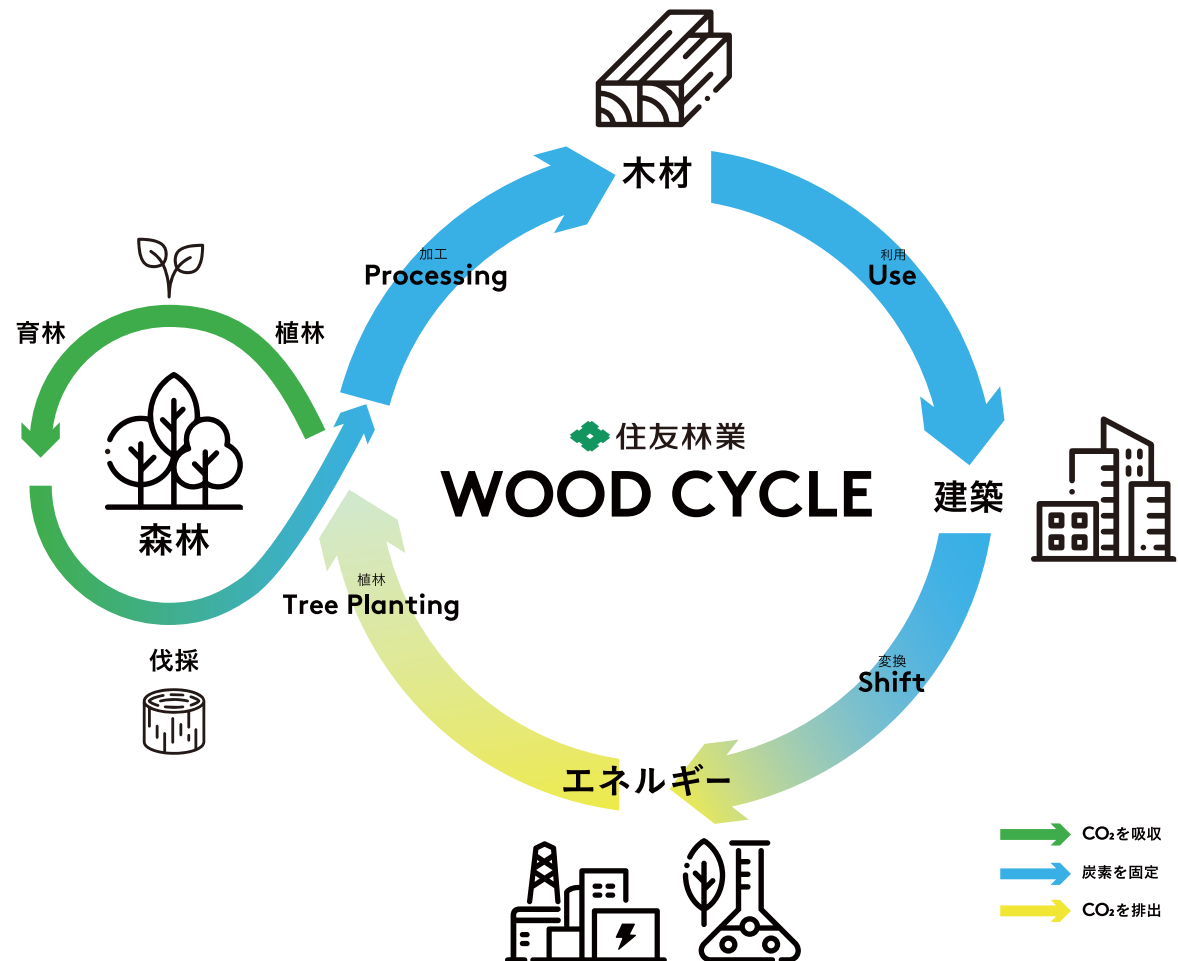 木材
加工
Processing
利用
Use
育林
植林
森林
伐採
住友林業
WOOD CYCLE
建築
植林
Tree Planting
変換
Shift
エネルギー
CO₂を吸収
炭素を固定
CO₂を排出